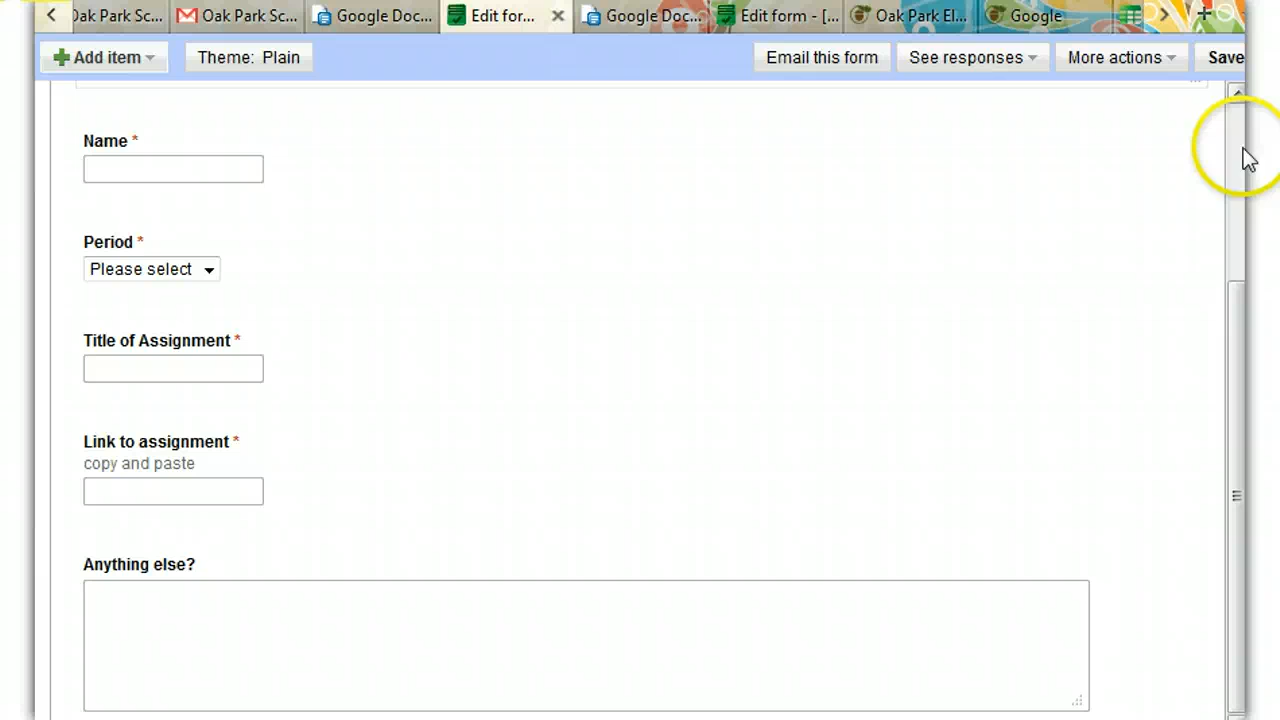 Oak Park Sc...
Oak Park Sc...
Google Doc...
Edit for...
Google Doc...
Edit form - [...
Oak Park El...
Google
Add item
Theme: Plain
Email this form
See responses
More actions
Save
Name *
Period *
Please select
Title of Assignment *
Link to assignment *
copy and paste
Anything else?